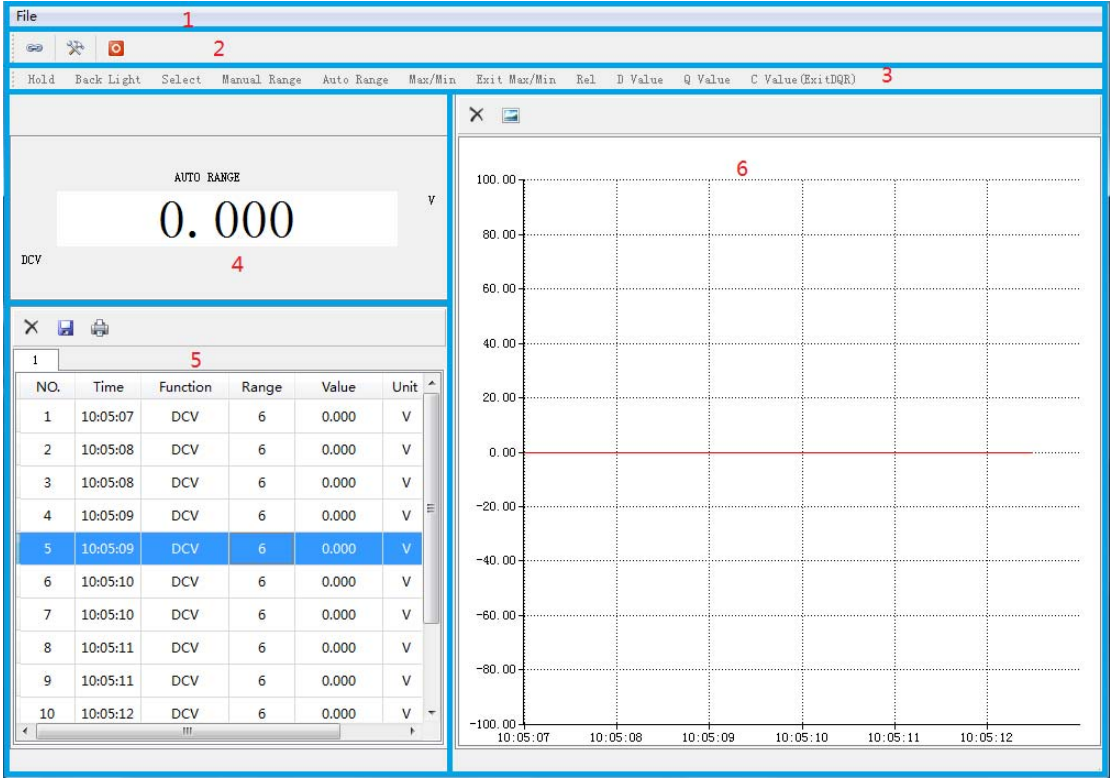 File
1
2
Hold Back Light Select Manual Range Auto Range Max/Min Exit Max/Min Rel D Value Q Value C Value(ExitDQR)
3
AUTO RANGE
0.000
V
DCV
4
1
5
NO. Time Function Range Value Unit
1 10:05:07 DCV 6 0.000 V
2 10:05:08 DCV 6 0.000 V
3 10:05:08 DCV 6 0.000 V
4 10:05:09 DCV 6 0.000 V
5 10:05:09 DCV 6 0.000 V
6 10:05:10 DCV 6 0.000 V
7 10:05:10 DCV 6 0.000 V
8 10:05:11 DCV 6 0.000 V
9 10:05:11 DCV 6 0.000 V
10 10:05:12 DCV 6 0.000 V
6
100.00
80.00
60.00
40.00
20.00
0.00
-20.00
-40.00
-60.00
-80.00
-100.00
10:05:07 10:05:08 10:05:09 10:05:10 10:05:11 10:05:12